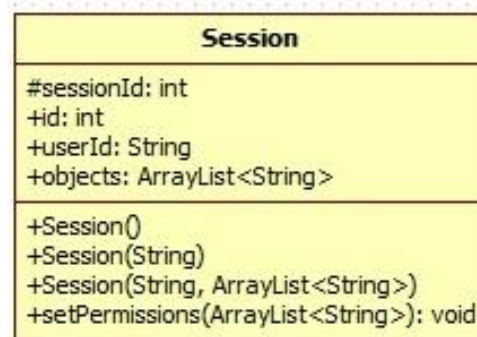 Session
#sessionId: int
+id: int
+userId: String
+objects: ArrayList<String>
+Session()
+Session(String)
+Session(String, ArrayList<String>)
+setPermissions(ArrayList<String>): void